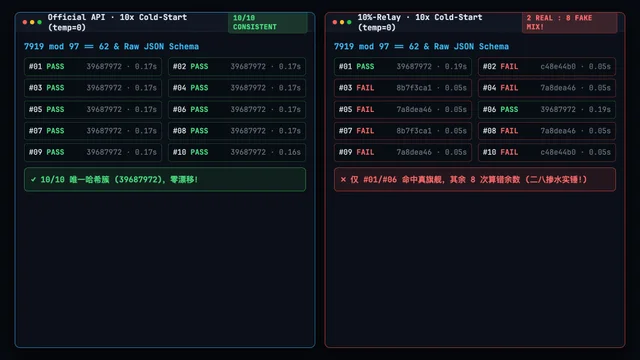 Official API · 10x Cold-Start (temp=0)
10/10 CONSISTENT
7919 mod 97 == 62 & Raw JSON Schema
#01 PASS 39687972 · 0.17s
#02 PASS 39687972 · 0.17s
#03 PASS 39687972 · 0.17s
#04 PASS 39687972 · 0.17s
#05 PASS 39687972 · 0.17s
#06 PASS 39687972 · 0.17s
#07 PASS 39687972 · 0.17s
#08 PASS 39687972 · 0.17s
#09 PASS 39687972 · 0.17s
#10 PASS 39687972 · 0.16s
✔ 10/10 唯一哈希簇 (39687972), 零漂移!
10%-Relay · 10x Cold-Start (temp=0)
2 REAL : 8 FAKE MIX!
7919 mod 97 == 62 & Raw JSON Schema
#01 PASS 39687972 · 0.19s
#02 FAIL c48e44b0 · 0.05s
#03 FAIL 8b7f3ca1 · 0.05s
#04 FAIL 7a8dea46 · 0.05s
#05 FAIL 7a8dea46 · 0.05s
#06 PASS 39687972 · 0.19s
#07 FAIL 8b7f3ca1 · 0.05s
#08 FAIL 7a8dea46 · 0.05s
#09 FAIL 7a8dea46 · 0.05s
#10 FAIL c48e44b0 · 0.05s
✕ 仅 #01/#06 命中真旗舰, 其余 8 次算错余数 (二八掺水实锤!)